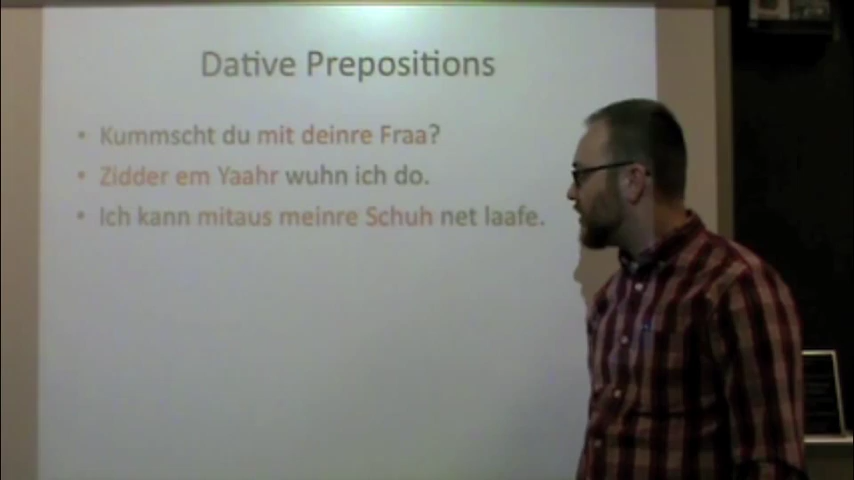 Dative Prepositions
• Kummscht du mit deinre Fraa?
• Zidder em Yaahr wuhn ich do.
• Ich kann mitaus meinre Schuh net laafe.